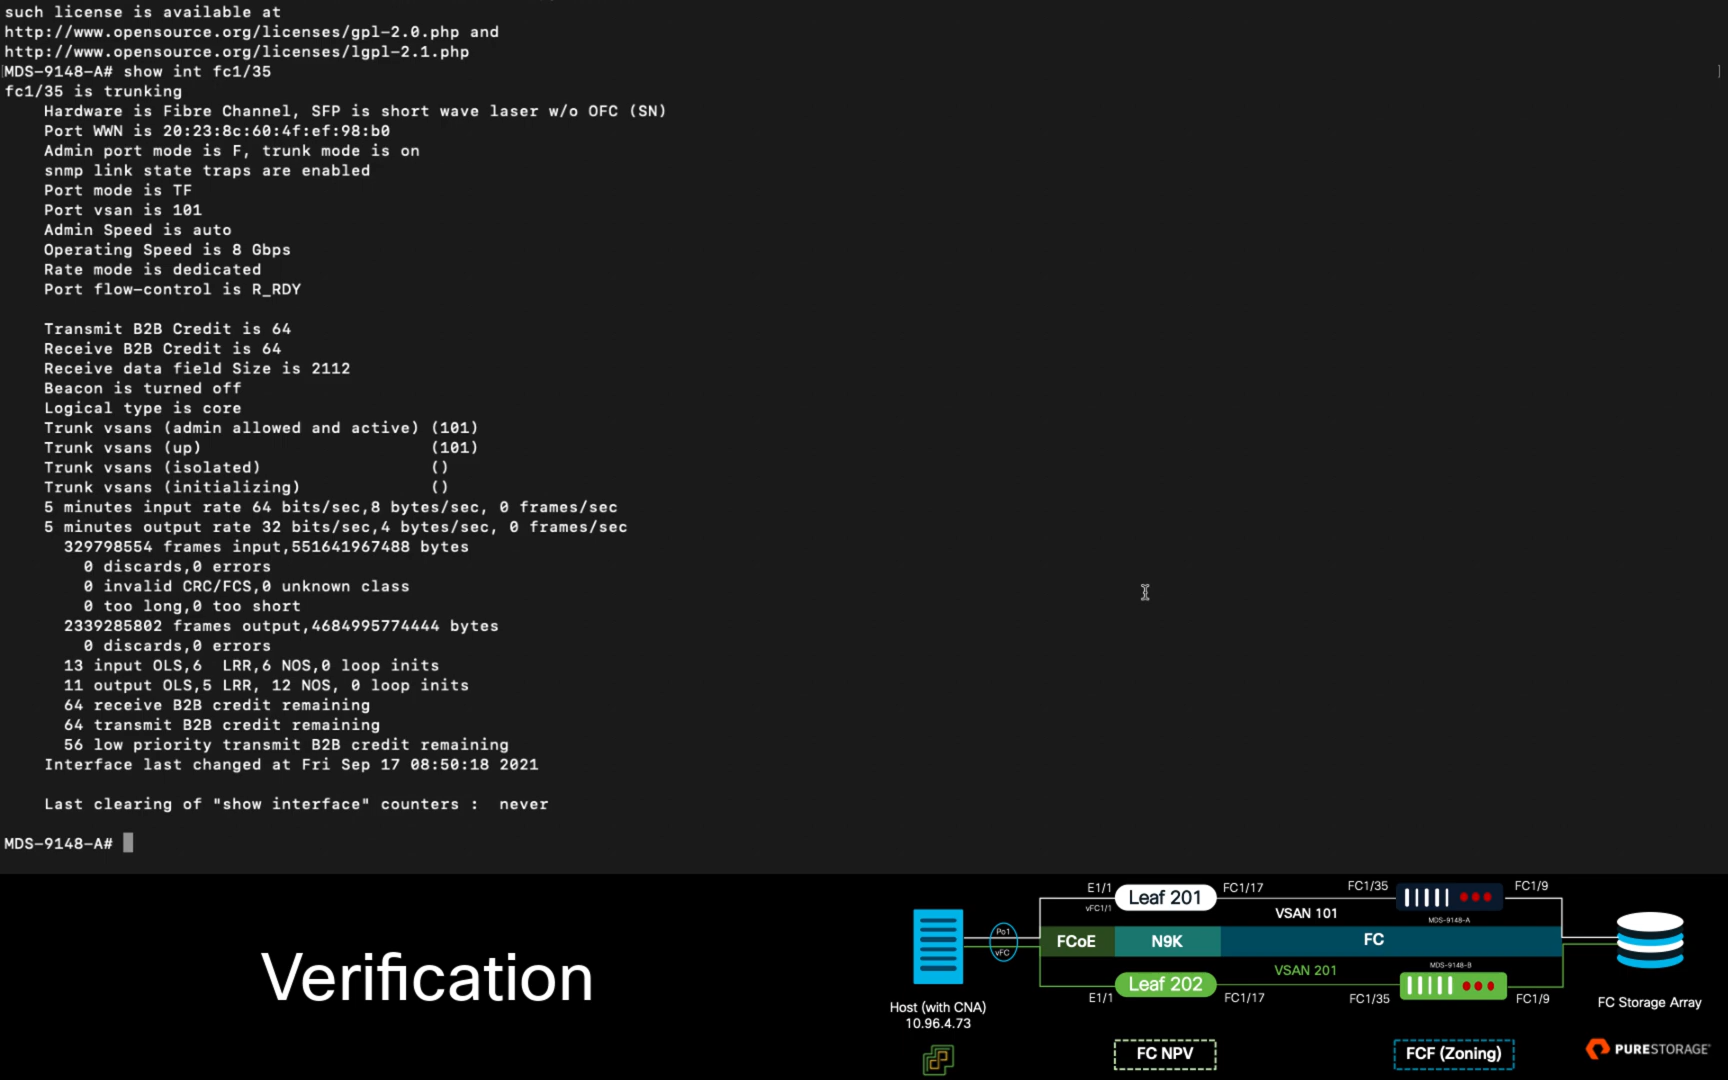 such license is available at
http://www.opensource.org/licenses/gpl-2.0.php and
http://www.opensource.org/licenses/lgpl-2.1.php
MDS-9148-A# show int fc1/35
fc1/35 is trunking
Hardware is Fibre Channel, SFP is short wave laser w/o OFC (SN)
Port WWN is 20:23:8c:60:4f:ef:98:b0
Admin port mode is F, trunk mode is on
snmp link state traps are enabled
Port mode is TF
Port vsan is 101
Admin Speed is auto
Operating Speed is 8 Gbps
Rate mode is dedicated
Port flow-control is R_RDY
Transmit B2B Credit is 64
Receive B2B Credit is 64
Receive data field Size is 2112
Beacon is turned off
Logical type is core
Trunk vsans (admin allowed and active) (101)
Trunk vsans (up) (101)
Trunk vsans (isolated) ()
Trunk vsans (initializing) ()
5 minutes input rate 64 bits/sec,8 bytes/sec, 0 frames/sec
5 minutes output rate 32 bits/sec,4 bytes/sec, 0 frames/sec
329798554 frames input,551641967488 bytes
0 discards,0 errors
0 invalid CRC/FCS,0 unknown class
0 too long,0 too short
2339285802 frames output,4684995774444 bytes
0 discards,0 errors
13 input OLS,6 LRR,6 NOS,0 loop inits
11 output OLS,5 LRR, 12 NOS, 0 loop inits
64 receive B2B credit remaining
64 transmit B2B credit remaining
56 low priority transmit B2B credit remaining
Interface last changed at Fri Sep 17 08:50:18 2021
Last clearing of "show interface" counters : never
MDS-9148-A#
Verification
E1/1
vFC1/1
Leaf 201
FC1/17
VSAN 101
FC1/35
MDS-9148-A
FC1/9
Po1
vFC
FCoE
N9K
FC
E1/1
Leaf 202
FC1/17
VSAN 201
FC1/35
MDS-9148-B
FC1/9
Host (with CNA)
10.96.4.73
FC Storage Array
FC NPV
FCF (Zoning)
PURESTORAGE®